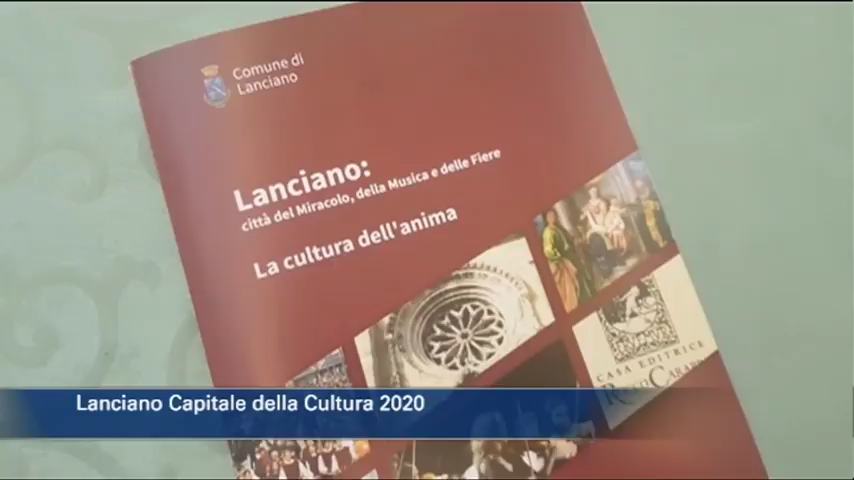 Comune di
Lanciano
Lanciano:
città del Miracolo, della Musica e delle Fiere
La cultura dell'anima
CASA EDITRICE
Lanciano Capitale della Cultura 2020